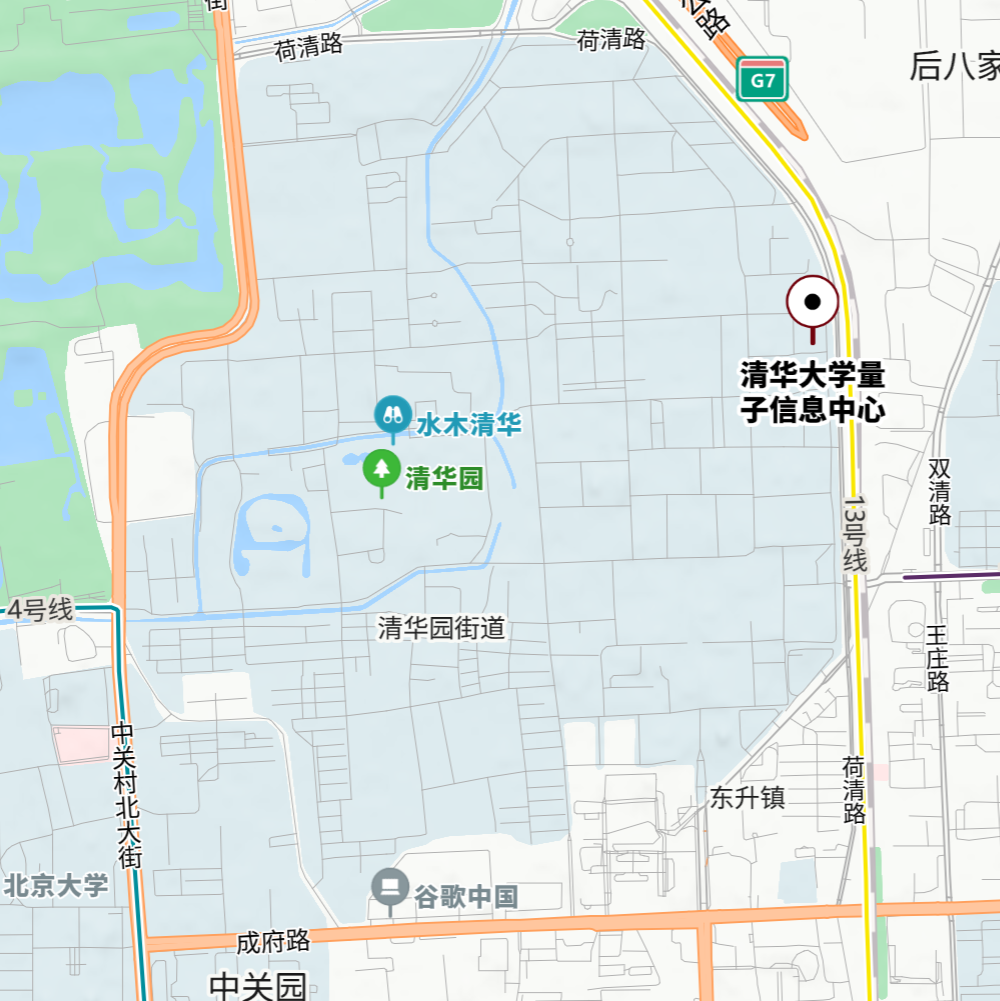 街
荷清路
荷清路
公路
G7
后八家
清华大学量
子信息中心
水木清华
清华园
双清路
13号线
4号线
清华园街道
王庄路
中关村北大街
荷清路
东升镇
北京大学
谷歌中国
成府路
中关园